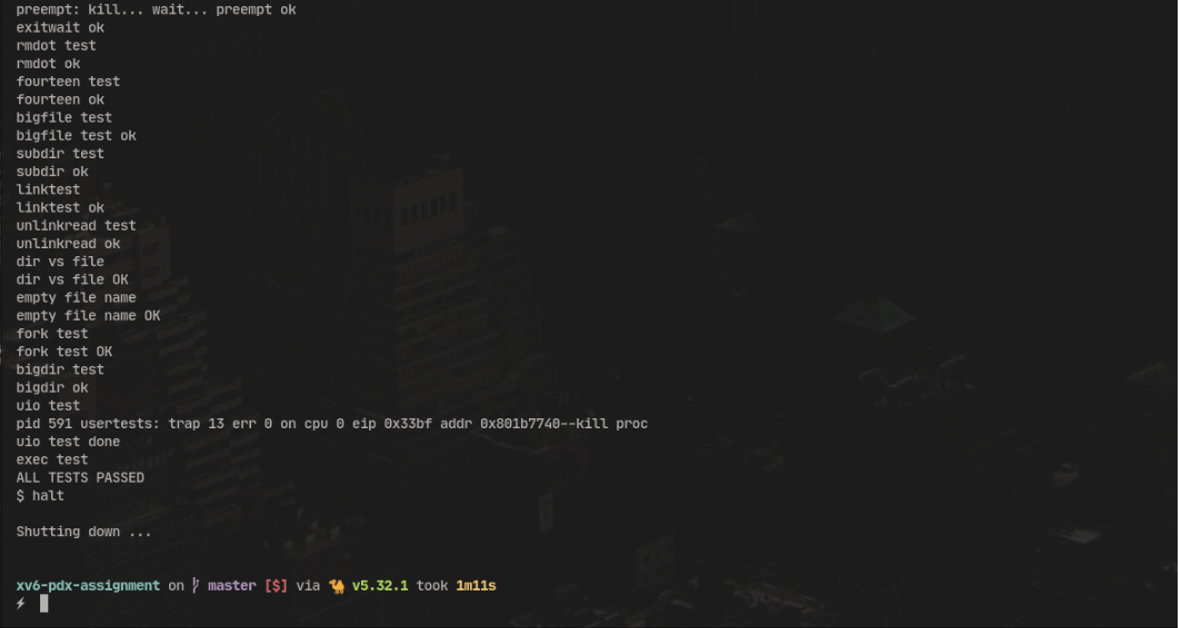 preempt: kill... wait... preempt ok
exitwait ok
rmdot test
rmdot ok
fourteen test
fourteen ok
bigfile test
bigfile test ok
subdir test
subdir ok
linktest
linktest ok
unlinkread test
unlinkread ok
dir vs file
dir vs file OK
empty file name
empty file name OK
fork test
fork test OK
bigdir test
bigdir ok
uio test
pid 591 usertests: trap 13 err 0 on cpu 0 eip 0x33bf addr 0x801b7740--kill proc
uio test done
exec test
ALL TESTS PASSED
$ halt
Shutting down ...
xv6-pdx-assignment on master [$] via 🐪 v5.32.1 took 1m11s
⚡